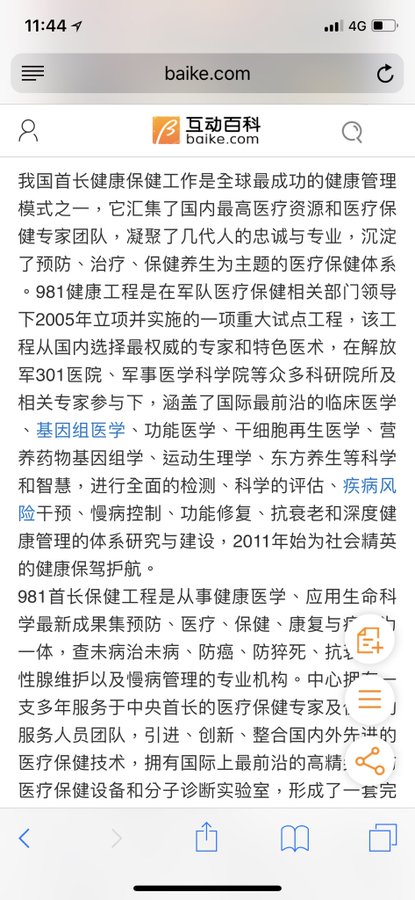 11:44
4G
baike.com
互动百科
baike.com
我国首长健康保健工作是全球最成功的健康管理
模式之一，它汇集了国内最高医疗资源和医疗保
健专家团队，凝聚了几代人的忠诚与专业，沉淀
了预防、治疗、保健养生为主题的医疗保健体系
。981健康工程是在军队医疗保健相关部门领导
下2005年立项并实施的一项重大试点工程，该工
程从国内选择最权威的专家和特色医术，在解放
军301医院、军事医学科学院等众多科研院所及
相关专家参与下，涵盖了国际最前沿的临床医学
、基因组医学、功能医学、干细胞再生医学、营
养药物基因组学、运动生理学、东方养生等科学
和智慧，进行全面的检测、科学的评估、疾病风
险干预、慢病控制、功能修复、抗衰老和深度健
康管理的体系研究与建设，2011年始为社会精英
的健康保驾护航。
981首长保健工程是从事健康医学、应用生命科
学最新成果集预防、医疗、保健、康复与疗
一体，查未病治未病、防癌、防猝死、抗衰
性腺维护以及慢病管理的专业机构。中心拥有一
支多年服务于中央首长的医疗保健专家及
服务人员团队，引进、创新、整合国内外先进的
医疗保健技术，拥有国际上最前沿的高精
医疗保健设备和分子诊断实验室，形成了一套完